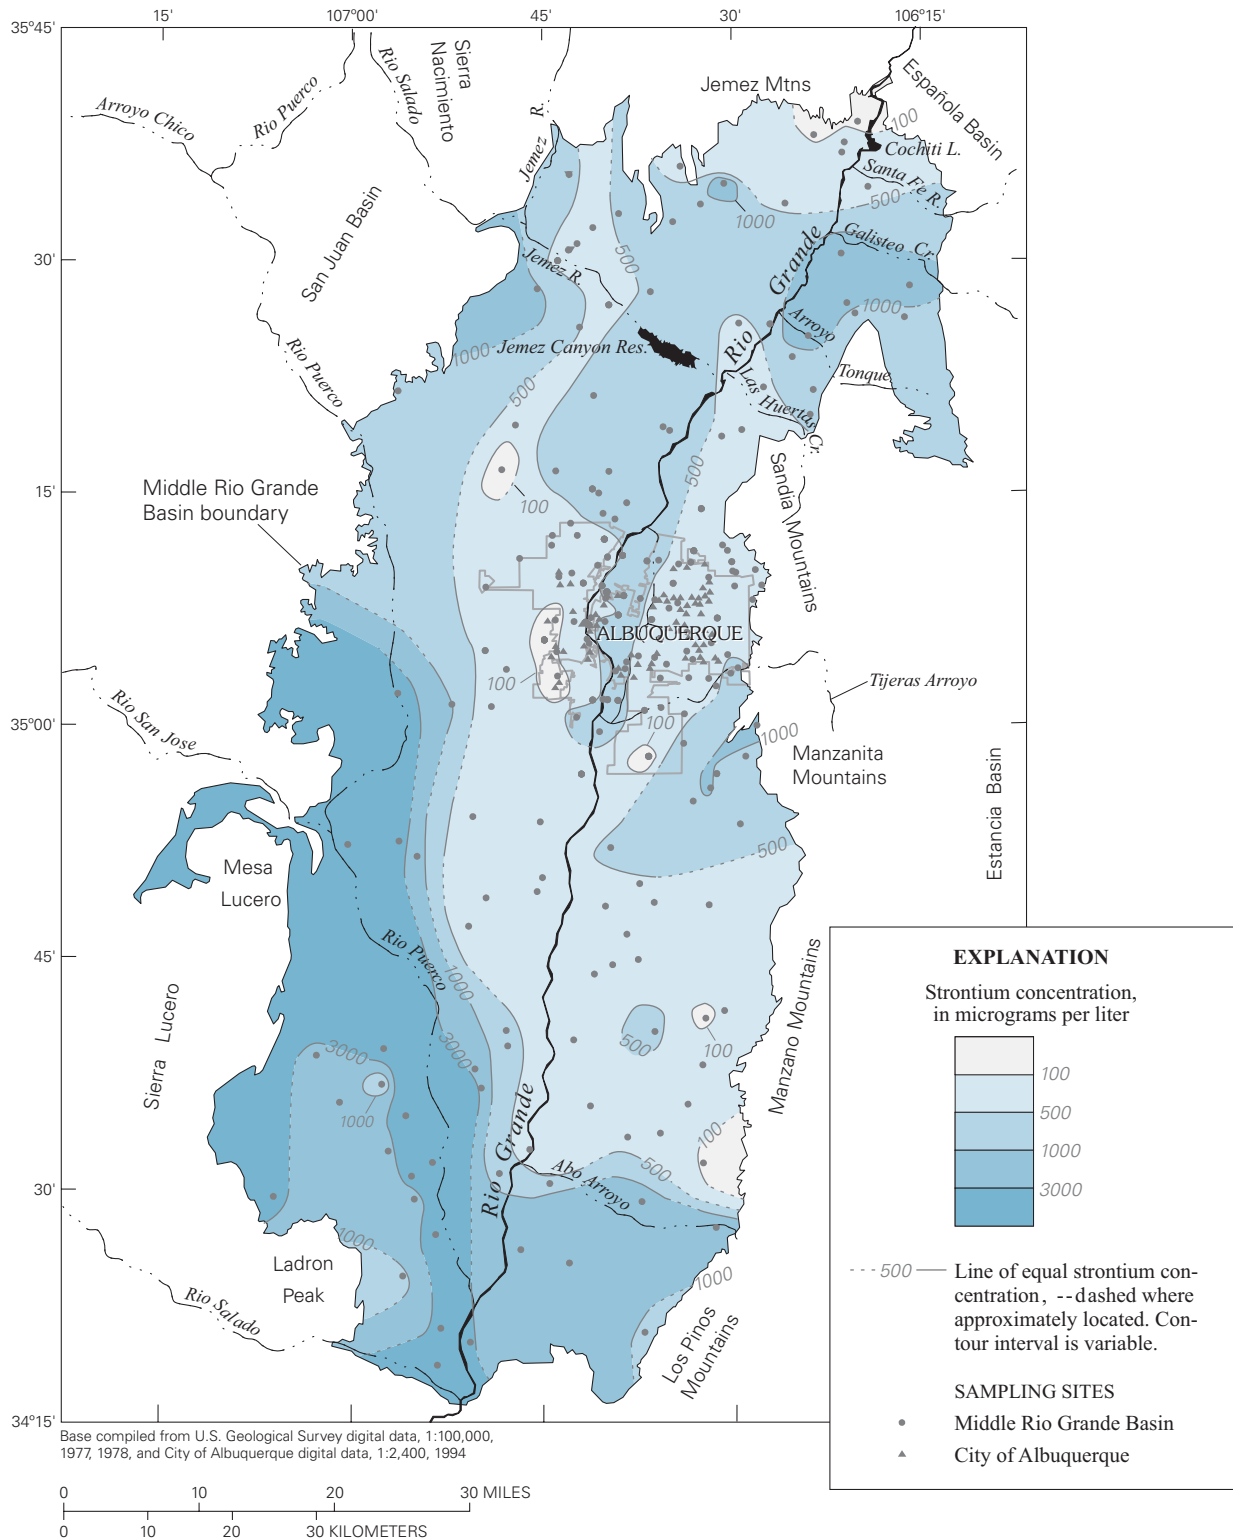 35°45'
15'
107°00'
45'
30'
106°15'
Sierra
Nacimiento
Jemez Mtns
Española Basin
Arroyo Chico
Rio Puerco
Rio Salado
Jemez R.
100
Cochiti L.
Santa Fe R.
500
1000
San Juan Basin
Galisteo Cr.
30'
500
Jemez R.
Rio Grande
1000
Arroyo
Tonque
Rio Puerco
1000
Jemez Canyon Res.
500
Las Huertas Cr.
500
Sandia Mountains
15'
100
Middle Rio Grande
Basin boundary
ALBUQUERQUE
100
Tijeras Arroyo
Rio San Jose
35°00'
100
1000
Manzanita
Mountains
Estancia Basin
500
Mesa
Lucero
Rio Puerco
45'
1000
Manzano Mountains
Sierra Lucero
500
100
3000
3000
1000
Rio Grande
100
500
Abo Arroyo
30'
1000
Ladron
Peak
1000
Rio Salado
Los Pinos
Mountains
34°15'
EXPLANATION
Strontium concentration,
in micrograms per liter
100
500
1000
3000
500
Line of equal strontium con-
centration, --dashed where
approximately located. Con-
tour interval is variable.
SAMPLING SITES
Middle Rio Grande Basin
City of Albuquerque
Base compiled from U.S. Geological Survey digital data, 1:100,000,
1977, 1978, and City of Albuquerque digital data, 1:2,400, 1994
0 10 20 30 MILES
0 10 20 30 KILOMETERS